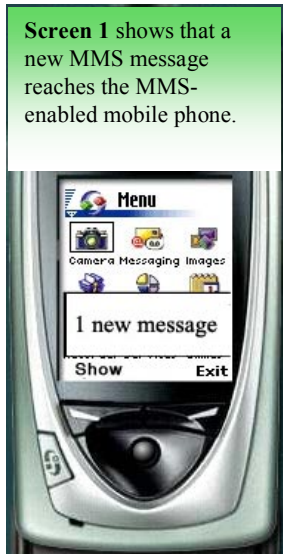 Screen 1 shows that a
new MMS message
reaches the MMS-
enabled mobile phone.
Menu
Camera Messaging Images
1 new message
Show Exit